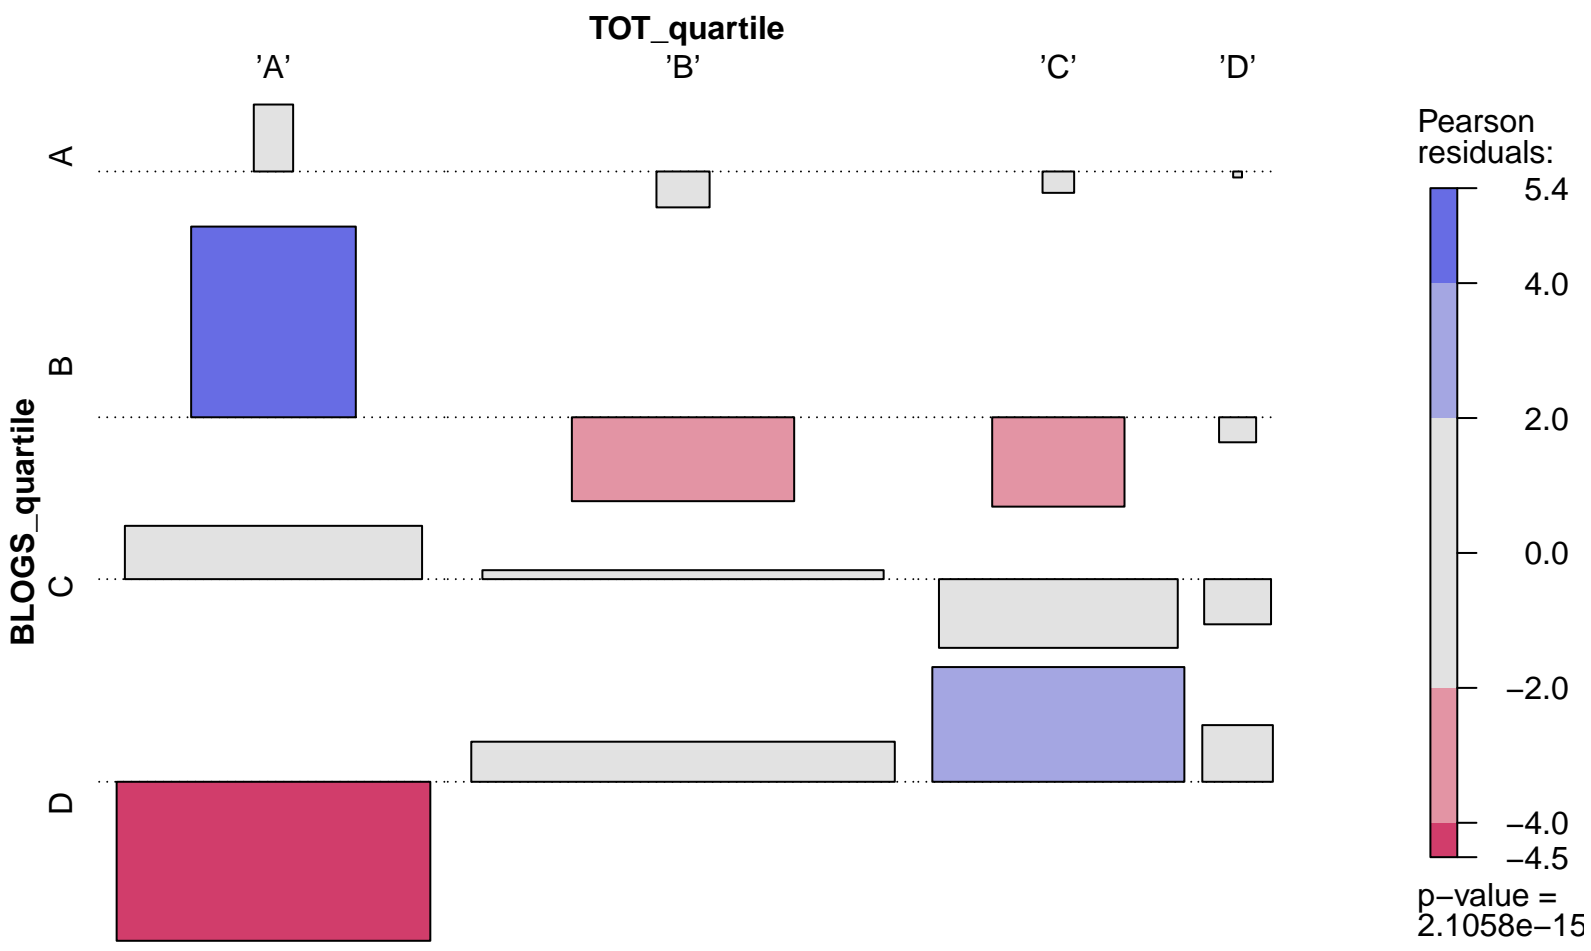 TOT_quartile
’A’ ’B’ ’C’ ’D’
BLOGS_quartile
A
B
C
D
Pearson
residuals:
5.4
4.0
2.0
0.0
−2.0
−4.0
−4.5
p−value =
2.1058e−15